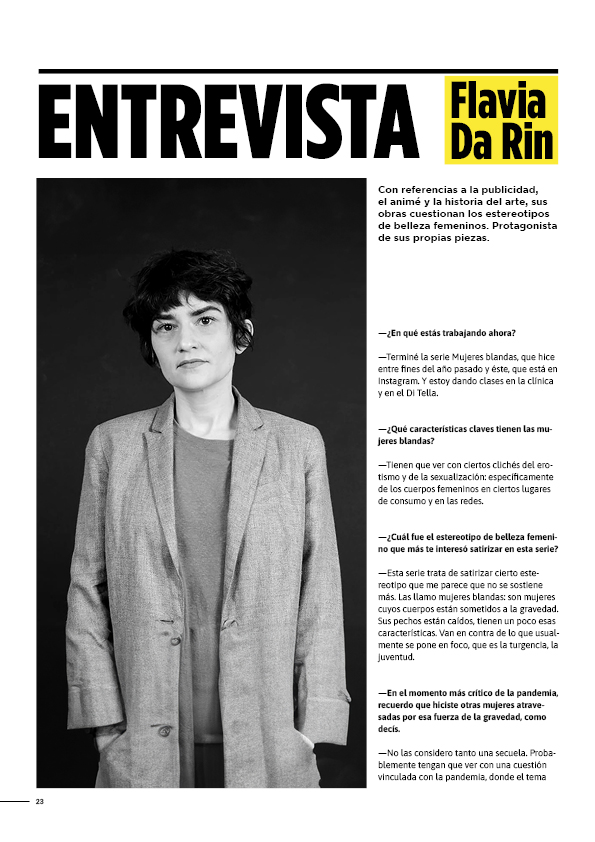 ENTREVISTA
Flavia
Da Rin
Con referencias a la publicidad,
el animé y la historia del arte, sus
obras cuestionan los estereotipos
de belleza femeninos. Protagonista
de sus propias piezas.
—¿En qué estás trabajando ahora?
—Terminé la serie Mujeres blandas, que hice
entre fines del año pasado y éste, que está en
Instagram. Y estoy dando clases en la clínica
y en el Di Tella.
—¿Qué características claves tienen las mu-
jeres blandas?
—Tienen que ver con ciertos clichés del ero-
tismo y de la sexualización: específicamente
de los cuerpos femeninos en ciertos lugares
de consumo y en las redes.
—¿Cuál fue el estereotipo de belleza femeni-
no que más te interesó satirizar en esta serie?
—Esta serie trata de satirizar cierto este-
reotipo que me parece que no se sostiene
más. Las llamo mujeres blandas: son mujeres
cuyos cuerpos están sometidos a la gravedad.
Sus pechos están caídos, tienen un poco esas
características. Van en contra de lo que usual-
mente se pone en foco, que es la turgencia, la
juventud.
—En el momento más crítico de la pandemia,
recuerdo que hiciste otras mujeres atrave-
sadas por esa fuerza de la gravedad, como
decís.
—No las considero tanto una secuela. Proba-
blemente tengan que ver con una cuestión
vinculada con la pandemia, donde el tema
23